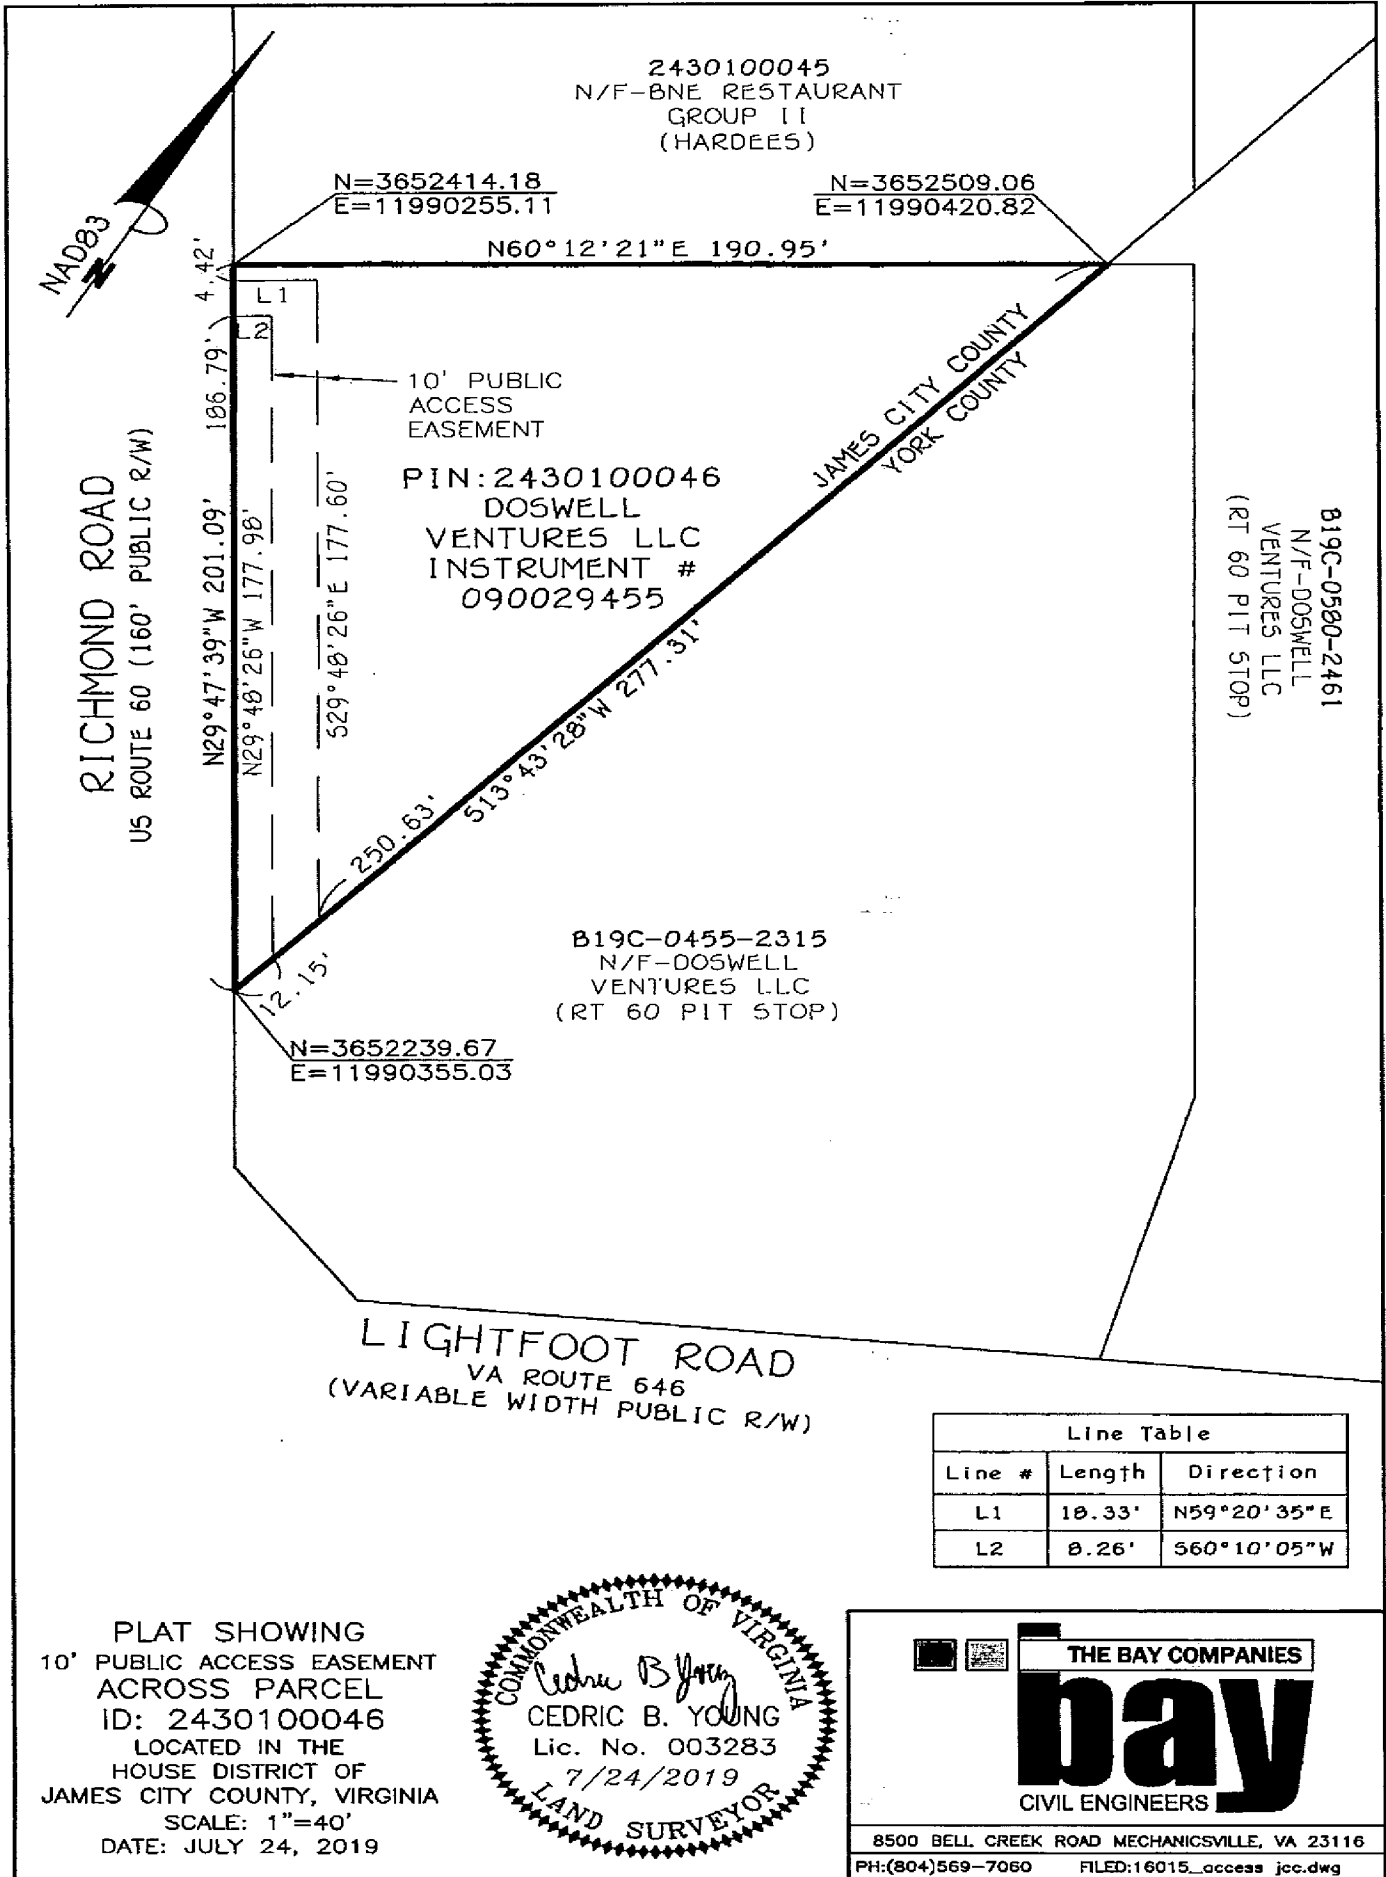 2430100045
N/F-BNE RESTAURANT
GROUP II
(HARDEES)
N=3652414.18
E=11990255.11
N=3652509.06
E=11990420.82
NAD83
N
N60°12'21"E 190.95'
4.42'
L1
L2
186.79'
10' PUBLIC
ACCESS
EASEMENT
JAMES CITY COUNTY
YORK COUNTY
PIN:2430100046
DOSWELL
VENTURES LLC
INSTRUMENT #
090029455
RICHMOND ROAD
US ROUTE 60 (160' PUBLIC R/W)
N29°47'39"W 201.09'
N29°48'26"W 177.98'
S29°48'26"E 177.60'
B19C-0580-2461
N/F-DOSWELL
VENTURES LLC
(RT 60 PIT STOP)
S13°43'28"W 277.31'
250.63'
12.15'
B19C-0455-2315
N/F-DOSWELL
VENTURES LLC
(RT 60 PIT STOP)
N=3652239.67
E=11990355.03
LIGHTFOOT ROAD
VA ROUTE 646
(VARIABLE WIDTH PUBLIC R/W)
Line Table
Line # Length Direction
L1 18.33' N59°20'35"E
L2 8.26' S60°10'05"W
PLAT SHOWING
10' PUBLIC ACCESS EASEMENT
ACROSS PARCEL
ID: 2430100046
LOCATED IN THE
HOUSE DISTRICT OF
JAMES CITY COUNTY, VIRGINIA
SCALE: 1"=40'
DATE: JULY 24, 2019
COMMONWEALTH OF VIRGINIA
Cedric B Young
CEDRIC B. YOUNG
Lic. No. 003283
7/24/2019
LAND SURVEYOR
THE BAY COMPANIES
bay
CIVIL ENGINEERS
8500 BELL CREEK ROAD MECHANICSVILLE, VA 23116
PH:(804)569-7060 FILED:16015_access jcc.dwg